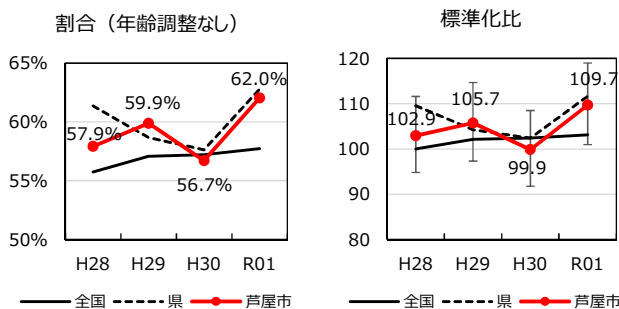 割合（年齢調整なし）
65%
60%
55%
50%
57.9%
59.9%
56.7%
62.0%
H28 H29 H30 R01
全国 県 芦屋市
標準化比
120
110
100
90
80
102.9
105.7
99.9
109.7
H28 H29 H30 R01
全国 県 芦屋市